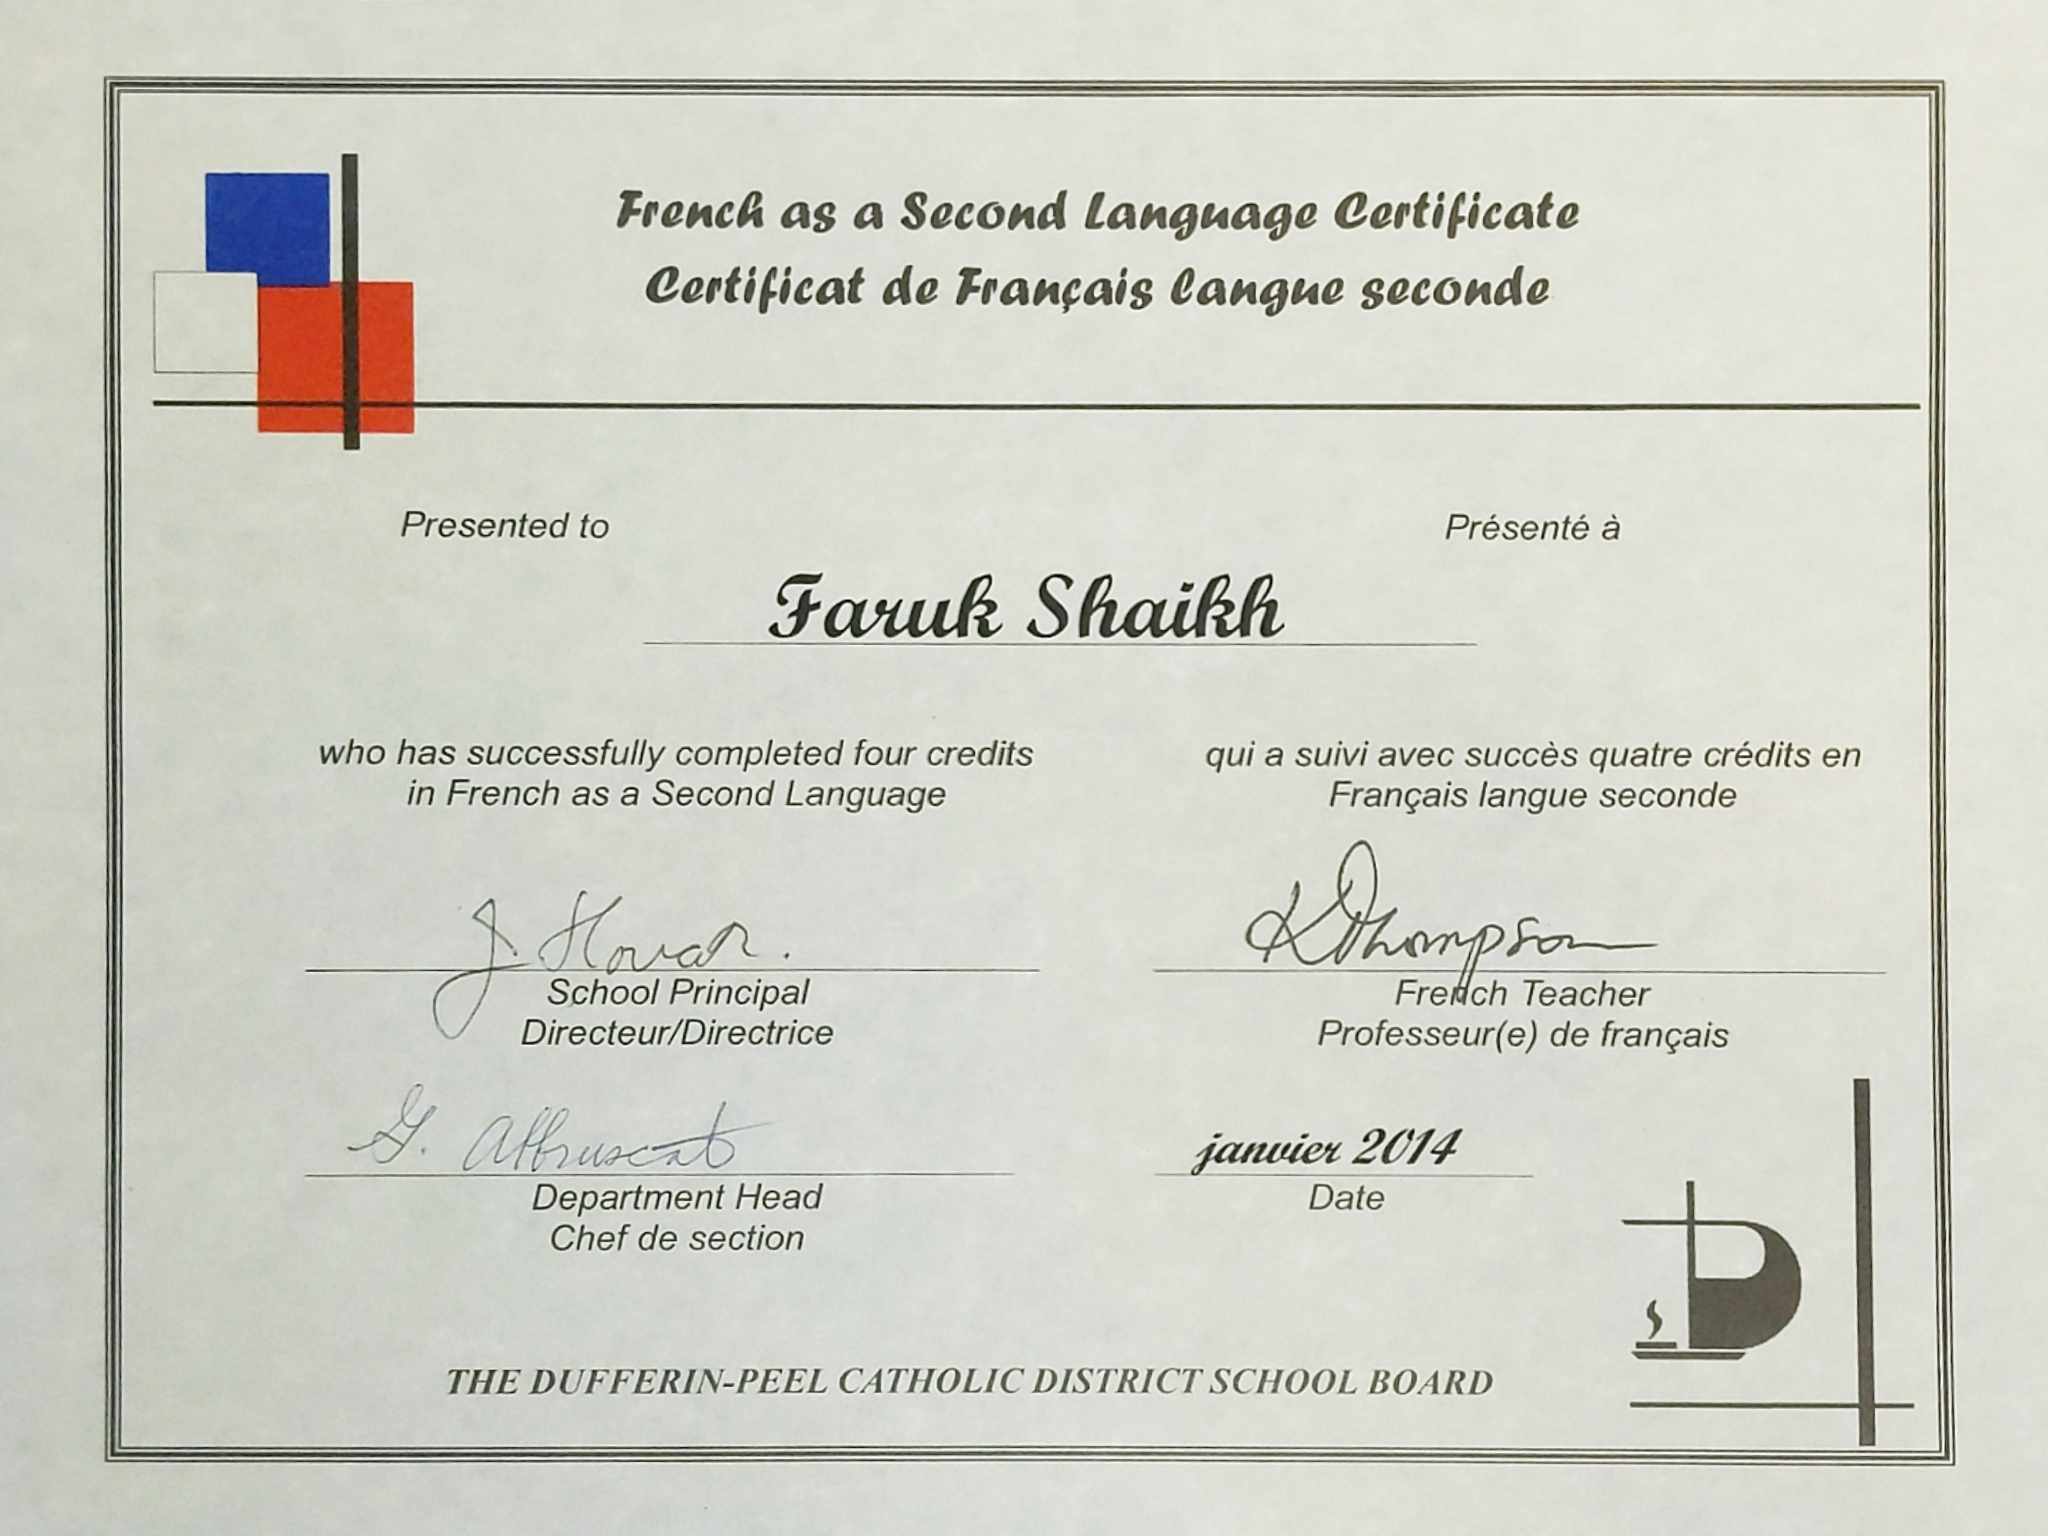 French as a Second Language Certificate
Certificat de Français langue seconde
Presented to
Présenté à
Faruk Shaikh
who has successfully completed four credits
in French as a Second Language
qui a suivi avec succès quatre crédits en
Français langue seconde
J.
School Principal
Directeur/Directrice
KThompson
French Teacher
Professeur(e) de français
G. Albruscat
Department Head
Chef de section
janvier 2014
Date
THE DUFFERIN-PEEL CATHOLIC DISTRICT SCHOOL BOARD